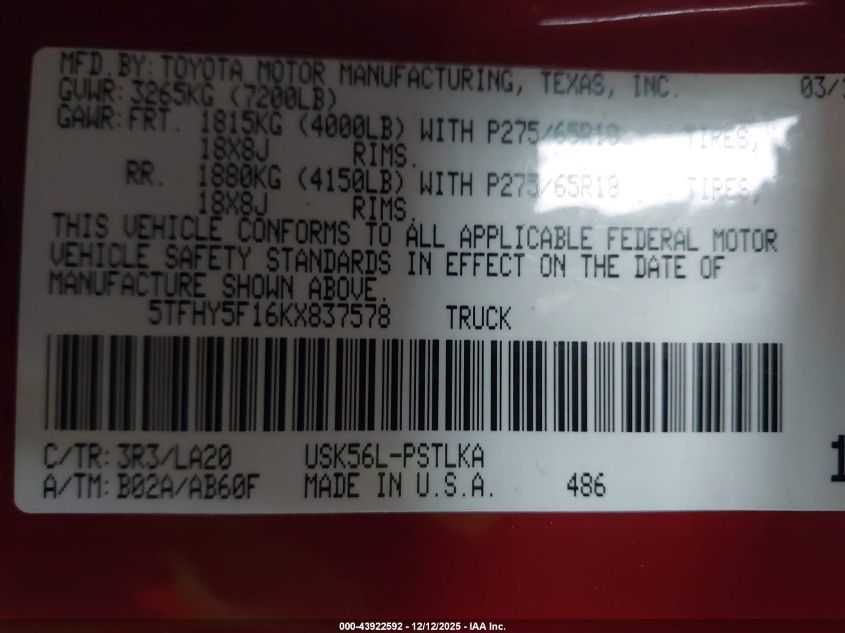 MFD. BY: TOYOTA MOTOR MANUFACTURING, TEXAS, INC. 03/
GVWR: 3265KG (7200LB)
GAWR: FRT. 1815KG (4000LB) WITH P275/65R18 TIRES,
18X8J RIMS.
RR. 1880KG (4150LB) WITH P275/65R18 TIRES,
18X8J RIMS.
THIS VEHICLE CONFORMS TO ALL APPLICABLE FEDERAL MOTOR
VEHICLE SAFETY STANDARDS IN EFFECT ON THE DATE OF
MANUFACTURE SHOWN ABOVE.
5TFHY5F16KX837578 TRUCK
C/TR: 3R3/LA20 USK56L-PSTLKA
A/TM: B02A/AB60F MADE IN U.S.A. 486
000-43922592 - 12/12/2025 - IAA Inc.